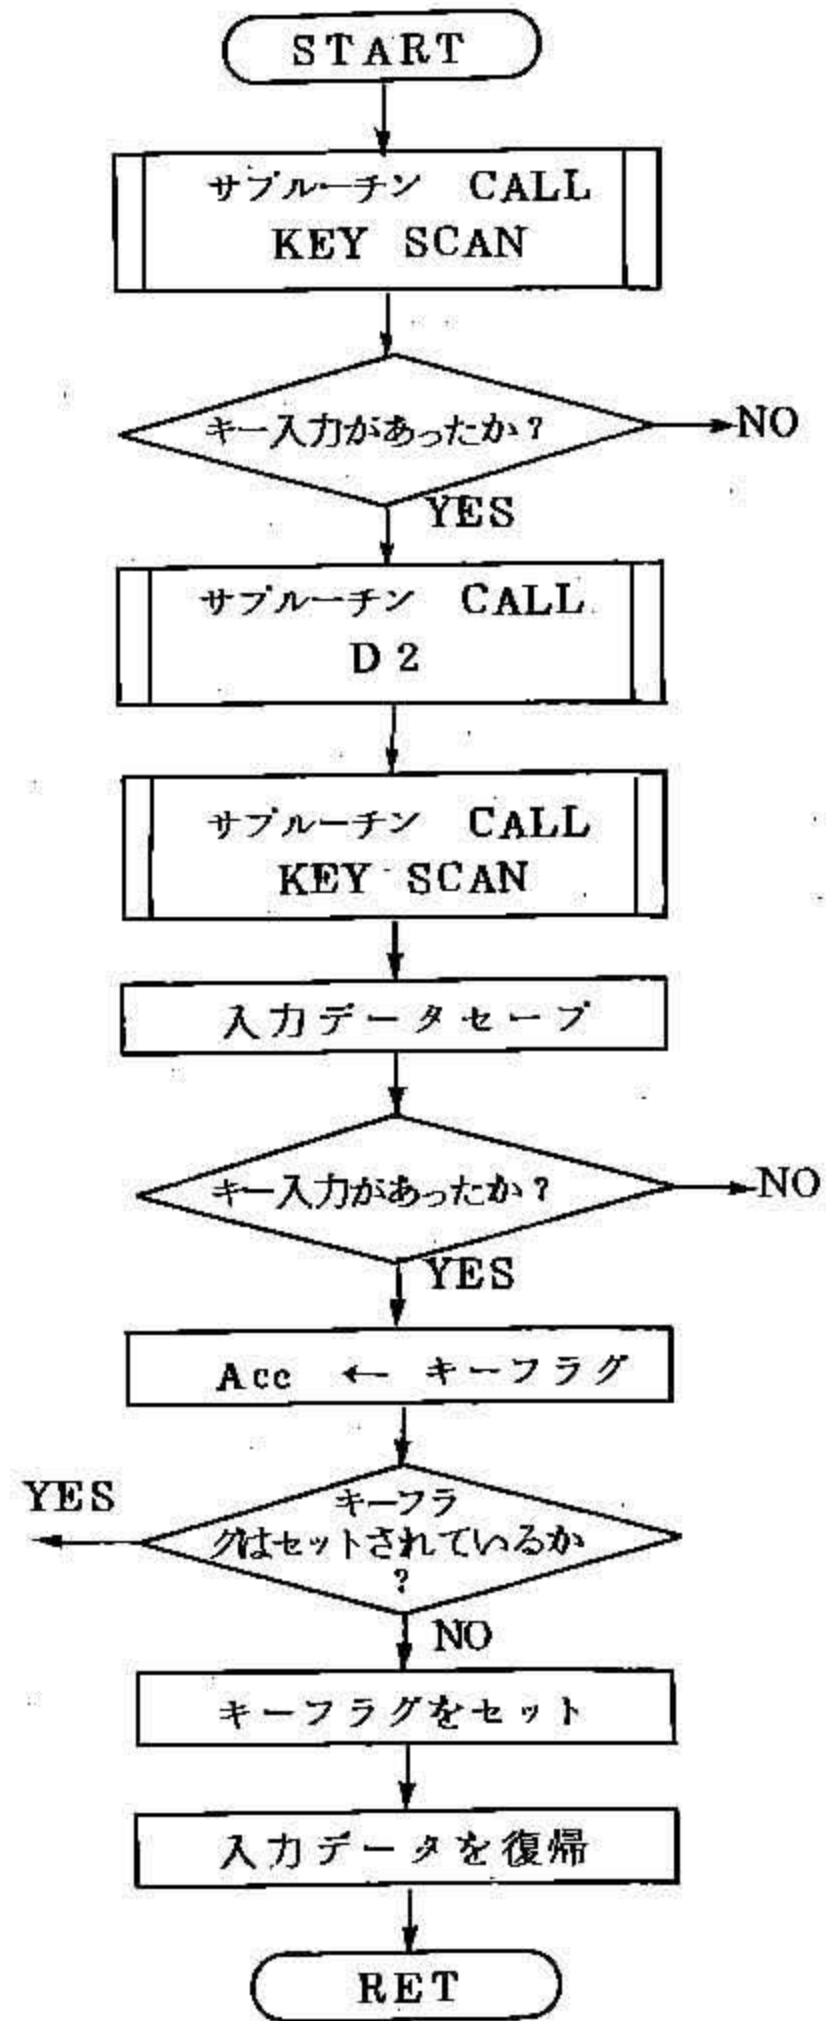 START
サブルーチン CALL
KEY SCAN
キー入力があったか?
NO
YES
サブルーチン CALL
D2
サブルーチン CALL
KEY SCAN
入力データセーブ
キー入力があったか?
NO
YES
Acc ← キーフラグ
YES
キーフラ
グはセットされているか
?
NO
キーフラグをセット
入力データを復帰
RET